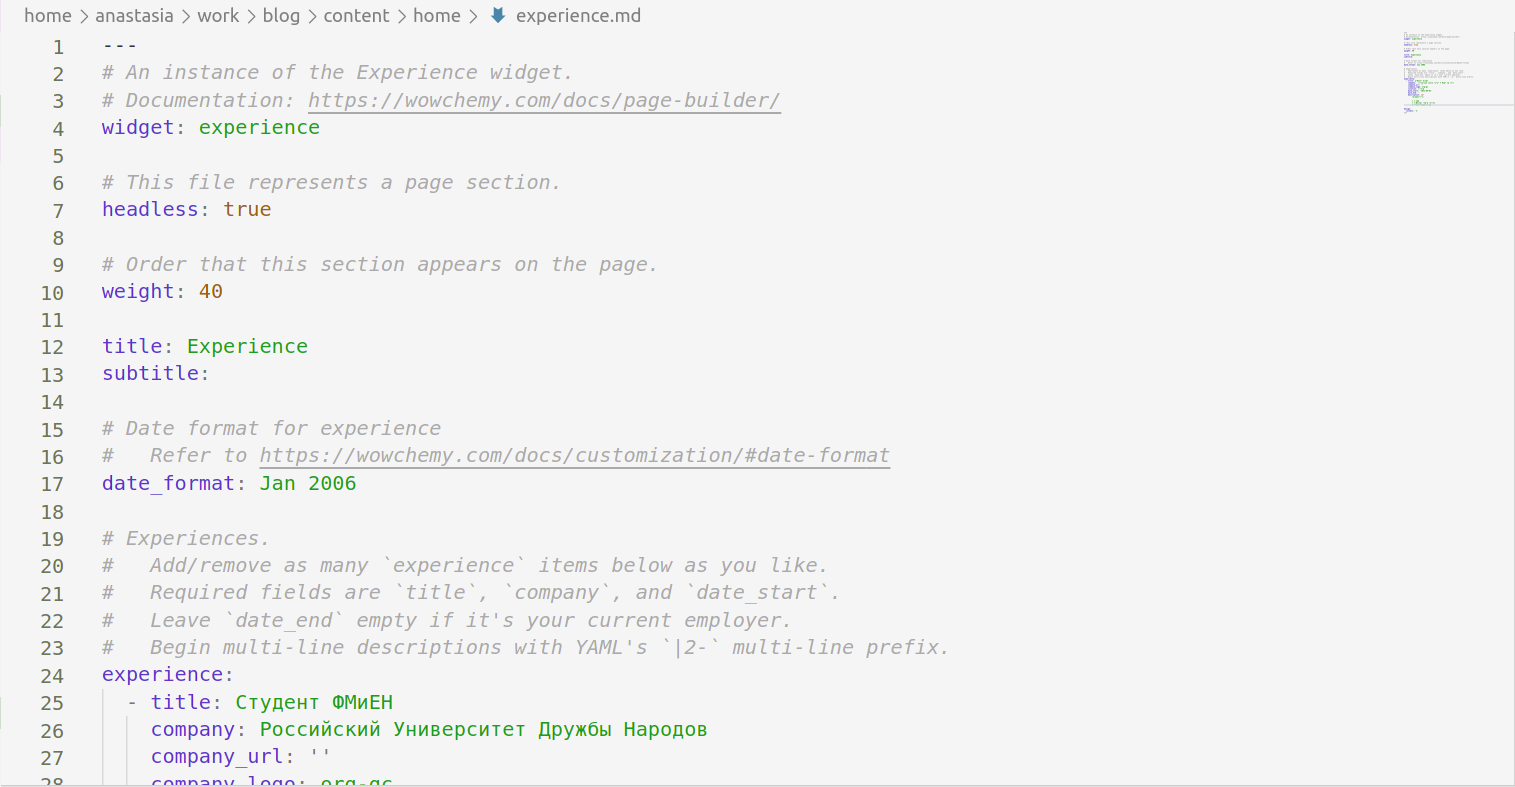 home > anastasia > work > blog > content > home > experience.md
1 ---
2 # An instance of the Experience widget.
3 # Documentation: https://wowchemy.com/docs/page-builder/
4 widget: experience
5
6 # This file represents a page section.
7 headless: true
8
9 # Order that this section appears on the page.
10 weight: 40
11
12 title: Experience
13 subtitle:
14
15 # Date format for experience
16 #   Refer to https://wowchemy.com/docs/customization/#date-format
17 date_format: Jan 2006
18
19 # Experiences.
20 #   Add/remove as many `experience` items below as you like.
21 #   Required fields are `title`, `company`, and `date_start`.
22 #   Leave `date_end` empty if it's your current employer.
23 #   Begin multi-line descriptions with YAML's `|2-` multi-line prefix.
24 experience:
25   - title: Студент ФМиЕН
26     company: Российский Университет Дружбы Народов
27     company_url: ''
28     company_logo: org-gc